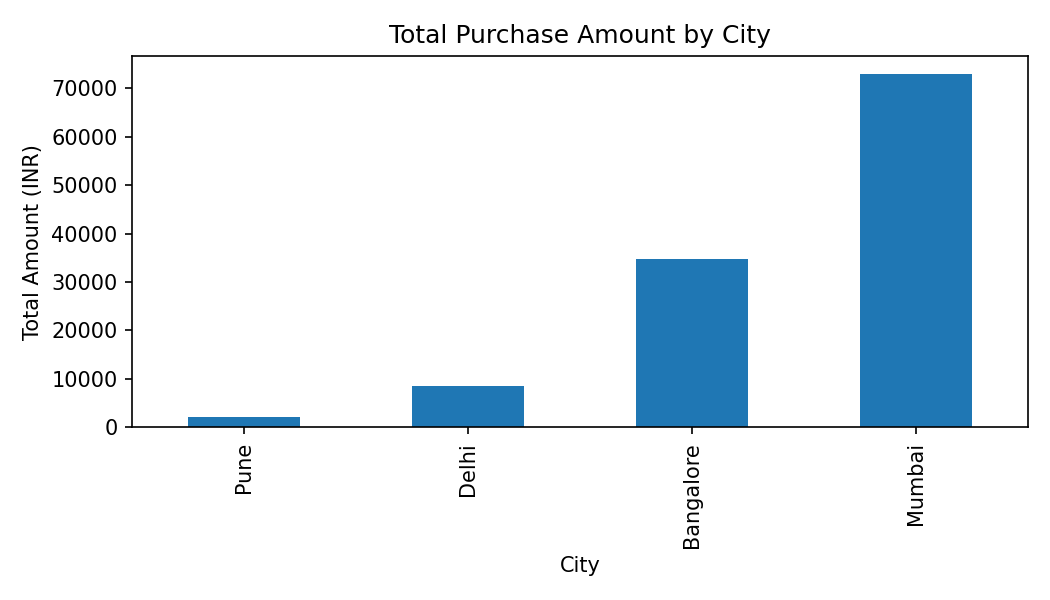 Total Purchase Amount by City
Total Amount (INR)
70000
60000
50000
40000
30000
20000
10000
0
Pune
Delhi
Bangalore
Mumbai
City